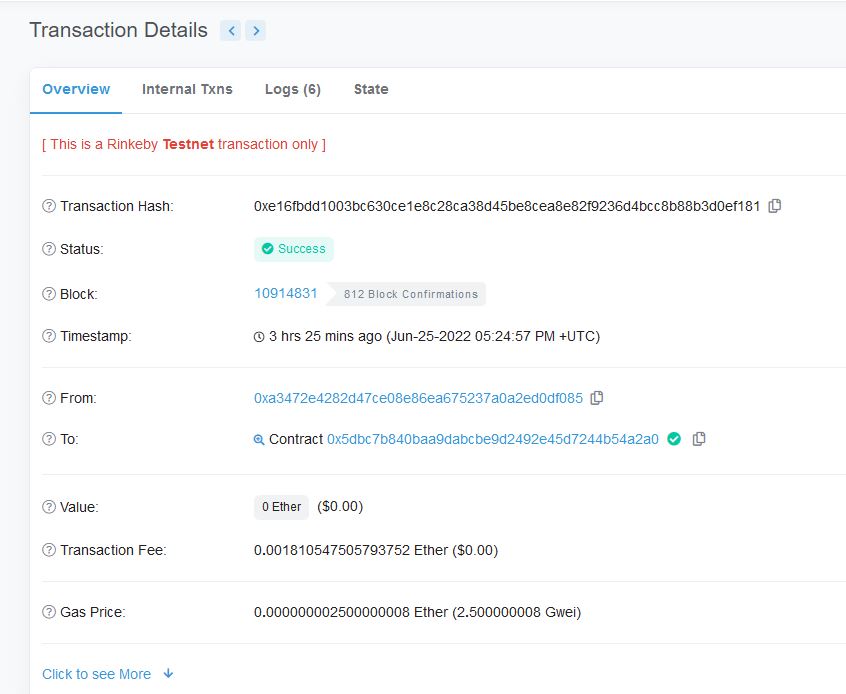 Transaction Details
Overview Internal Txns Logs (6) State
[ This is a Rinkeby Testnet transaction only ]
Transaction Hash: 0xe16fbdd1003bc630ce1e8c28ca38d45be8cea8e82f9236d4bcc8b88b3d0ef181
Status: Success
Block: 10914831 812 Block Confirmations
Timestamp: 3 hrs 25 mins ago (Jun-25-2022 05:24:57 PM +UTC)
From: 0xa3472e4282d47ce08e86ea675237a0a2ed0df085
To: Contract 0x5dbc7b840baa9dabcbe9d2492e45d7244b54a2a0
Value: 0 Ether ($0.00)
Transaction Fee: 0.001810547505793752 Ether ($0.00)
Gas Price: 0.000000002500000008 Ether (2.500000008 Gwei)
Click to see More